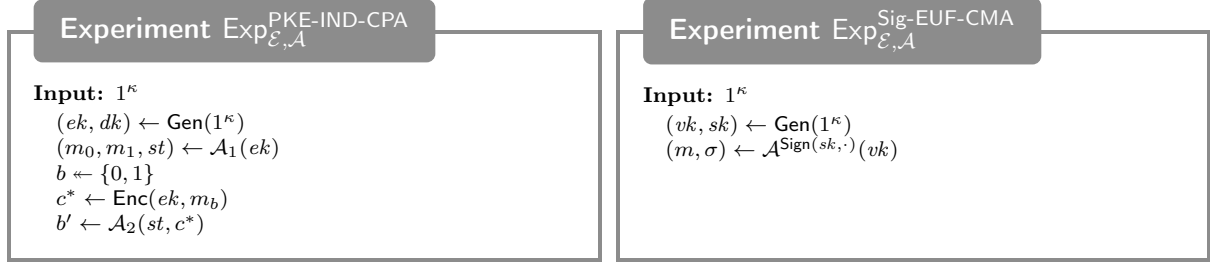 Experiment Exp^{PKE-IND-CPA}_{ℰ,𝒜}
Input: 1^κ
(ek, dk) ← Gen(1^κ)
(m_0, m_1, st) ← 𝒜_1(ek)
b ↞ {0, 1}
c* ← Enc(ek, m_b)
b′ ← 𝒜_2(st, c*)
Experiment Exp^{Sig-EUF-CMA}_{ℰ,𝒜}
Input: 1^κ
(vk, sk) ← Gen(1^κ)
(m, σ) ← 𝒜^{Sign(sk,·)}(vk)